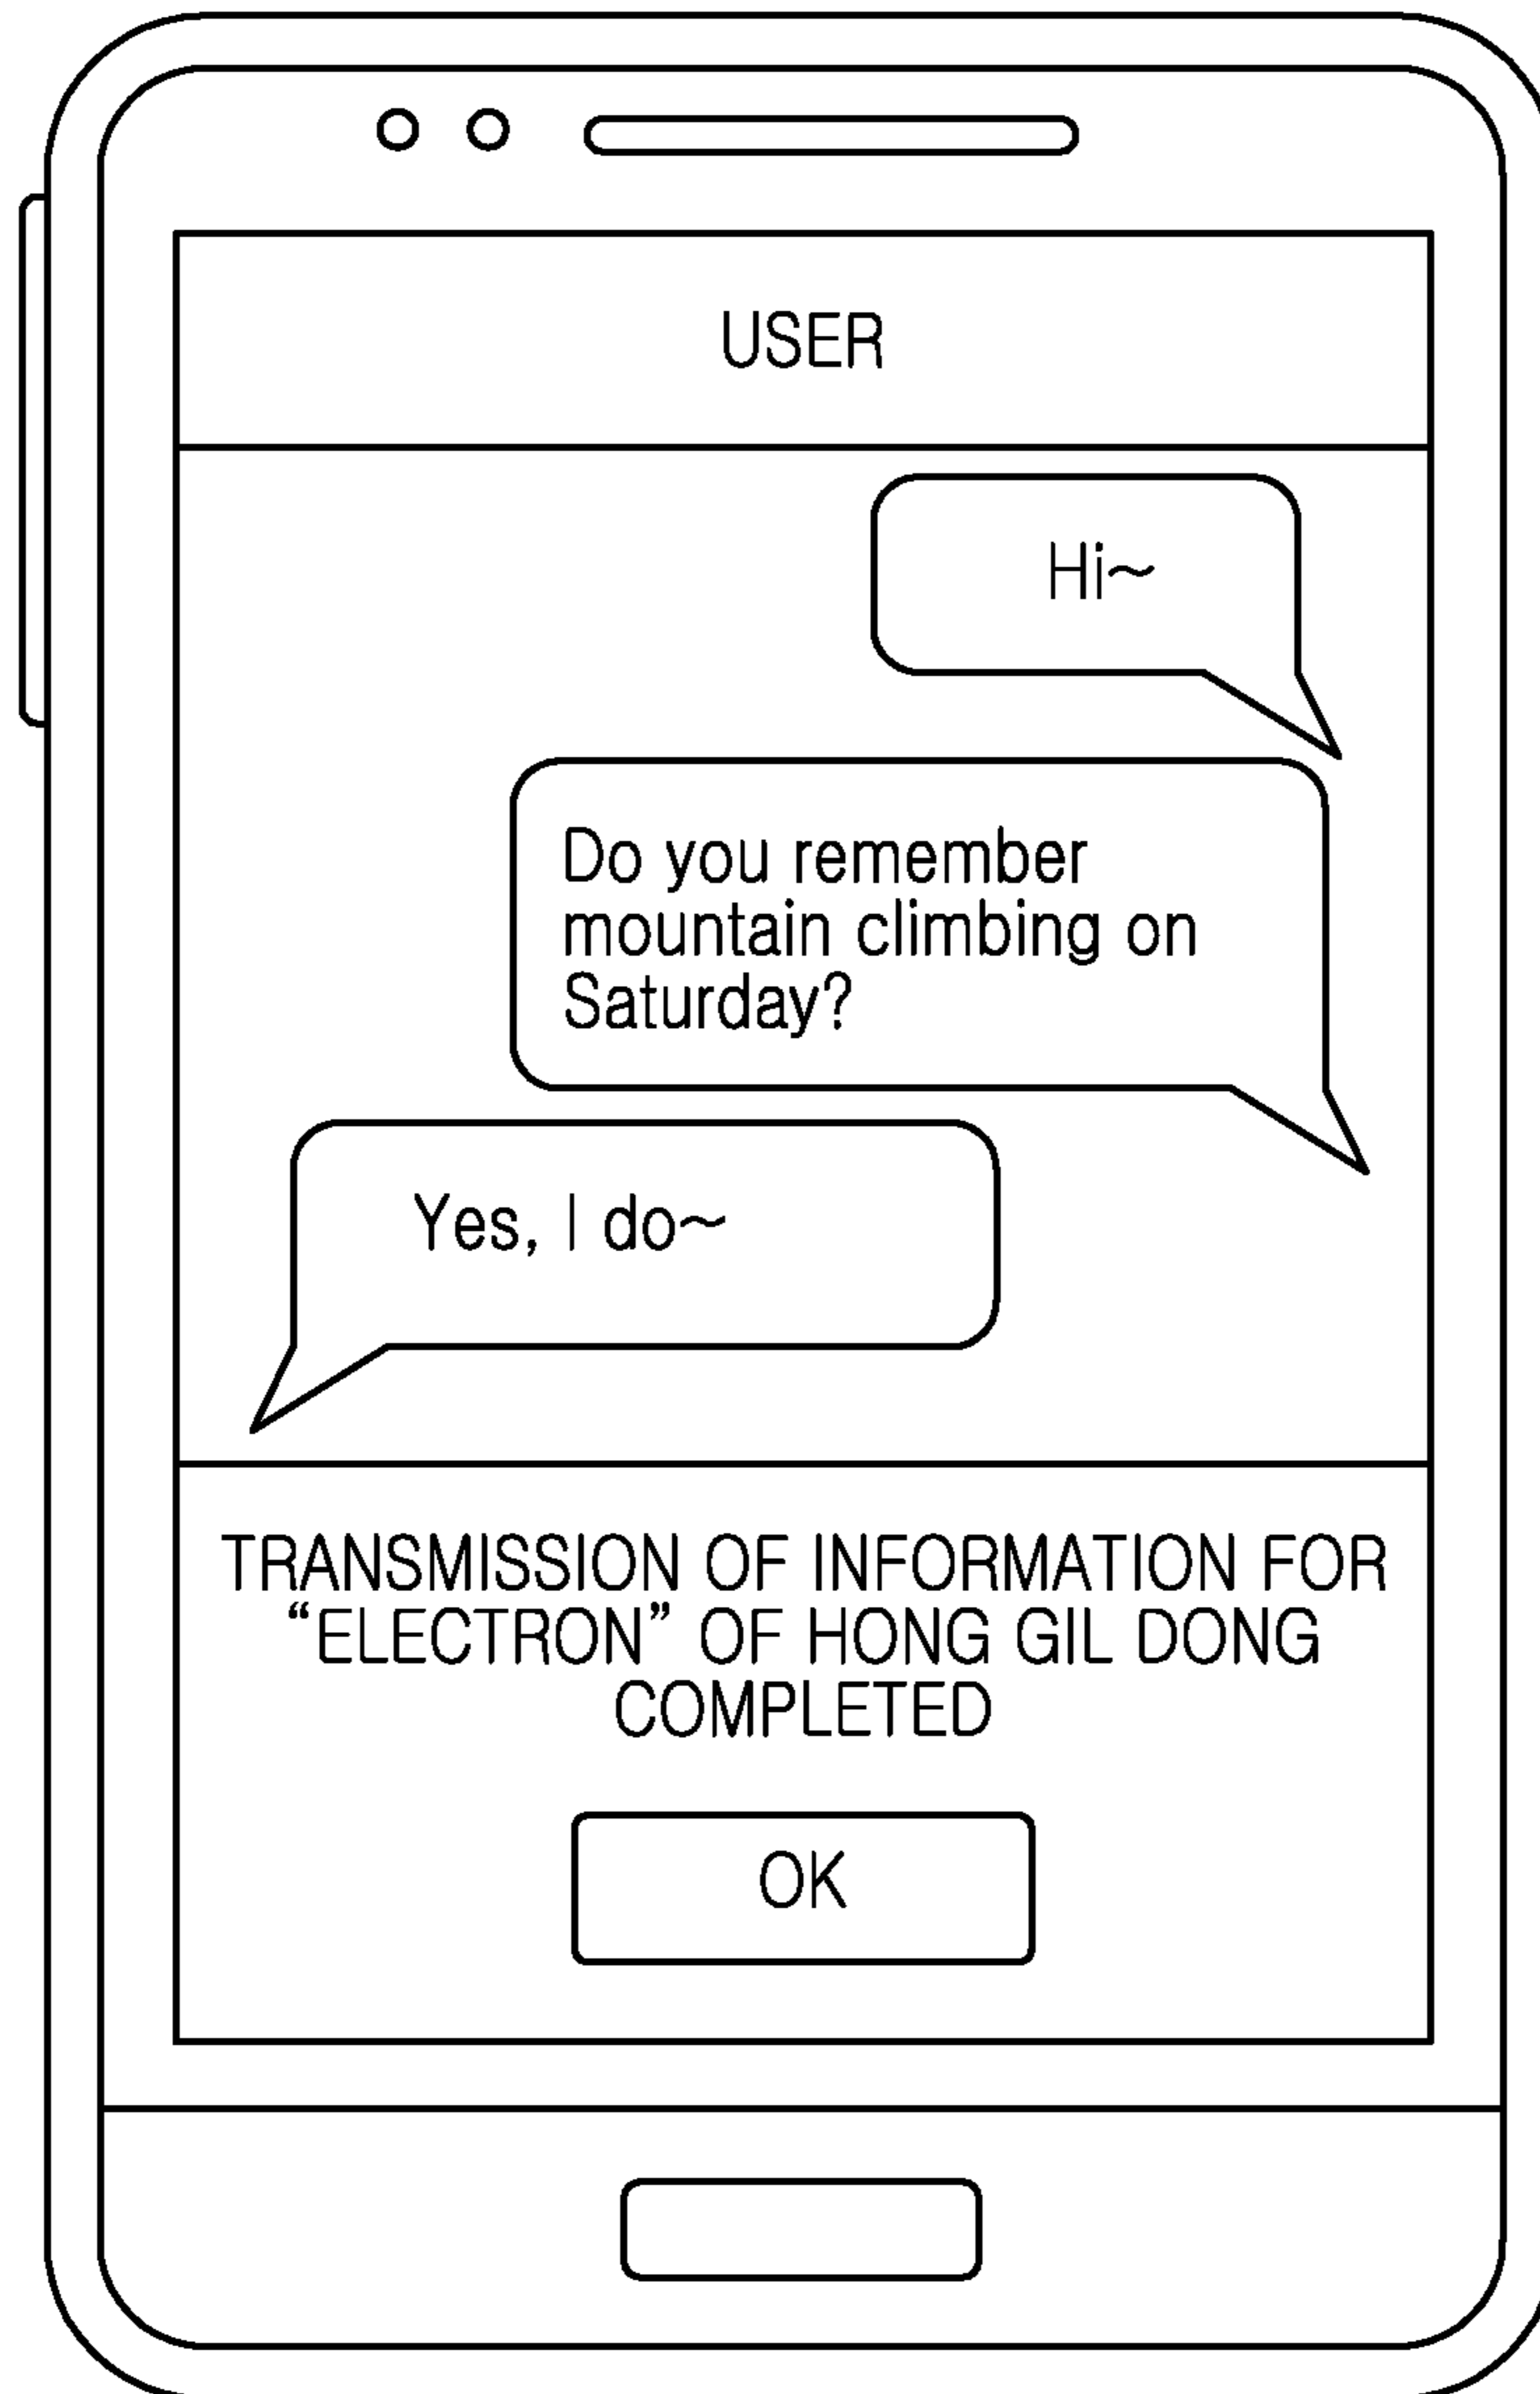 USER
Hi~
Do you remember
mountain climbing on
Saturday?
Yes, I do~
TRANSMISSION OF INFORMATION FOR
“ELECTRON” OF HONG GIL DONG
COMPLETED
OK